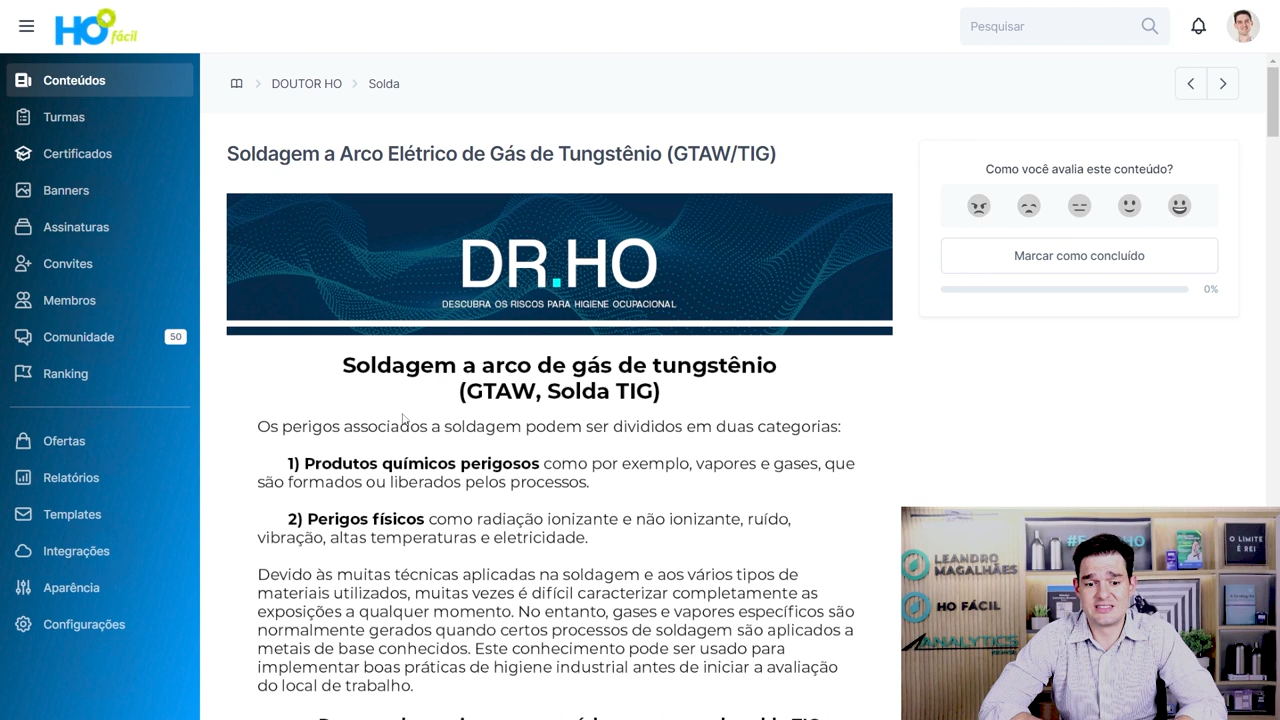 HO fácil
Pesquisar
Conteúdos
Turmas
Certificados
Banners
Assinaturas
Convites
Membros
Comunidade 50
Ranking
Ofertas
Relatórios
Templates
Integrações
Aparência
Configurações
DOUTOR HO > Solda
Soldagem a Arco Elétrico de Gás de Tungstênio (GTAW/TIG)
DR.HO
DESCUBRA OS RISCOS PARA HIGIENE OCUPACIONAL
Soldagem a arco de gás de tungstênio
(GTAW, Solda TIG)
Os perigos associados a soldagem podem ser divididos em duas categorias:
1) Produtos químicos perigosos como por exemplo, vapores e gases, que
são formados ou liberados pelos processos.
2) Perigos físicos como radiação ionizante e não ionizante, ruído,
vibração, altas temperaturas e eletricidade.
Devido às muitas técnicas aplicadas na soldagem e aos vários tipos de
materiais utilizados, muitas vezes é difícil caracterizar completamente as
exposições a qualquer momento. No entanto, gases e vapores específicos são
normalmente gerados quando certos processos de soldagem são aplicados a
metais de base conhecidos. Este conhecimento pode ser usado para
implementar boas práticas de higiene industrial antes de iniciar a avaliação
do local de trabalho.
Como você avalia este conteúdo?
Marcar como concluído
0%
LEANDRO
MAGALHÃES
HO FÁCIL
ANALYTICS
O LIMITE
É REI